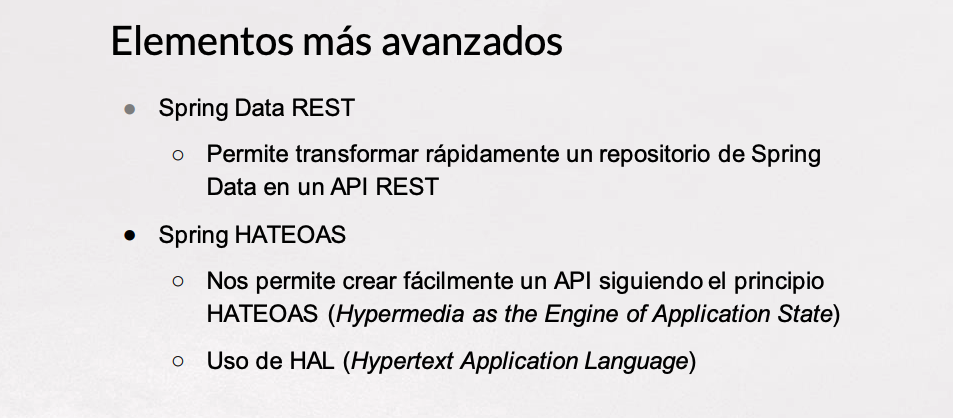 Elementos más avanzados
● Spring Data REST
○ Permite transformar rápidamente un repositorio de Spring
Data en un API REST
● Spring HATEOAS
○ Nos permite crear fácilmente un API siguiendo el principio
HATEOAS (Hypermedia as the Engine of Application State)
○ Uso de HAL (Hypertext Application Language)